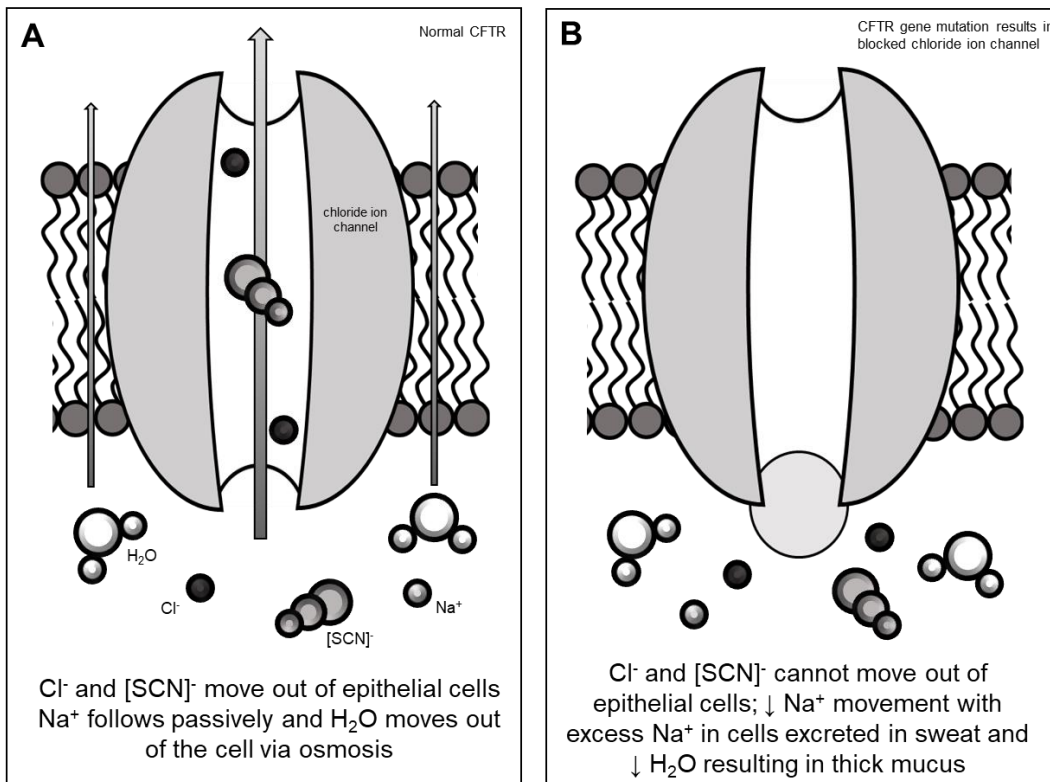 A
Normal CFTR
chloride ion
channel
H₂O
Cl⁻
[SCN]⁻
Na⁺
Cl⁻ and [SCN]⁻ move out of epithelial cells
Na⁺ follows passively and H₂O moves out
of the cell via osmosis
B
CFTR gene mutation results in
blocked chloride ion channel
Cl⁻ and [SCN]⁻ cannot move out of
epithelial cells; ↓ Na⁺ movement with
excess Na⁺ in cells excreted in sweat and
↓ H₂O resulting in thick mucus